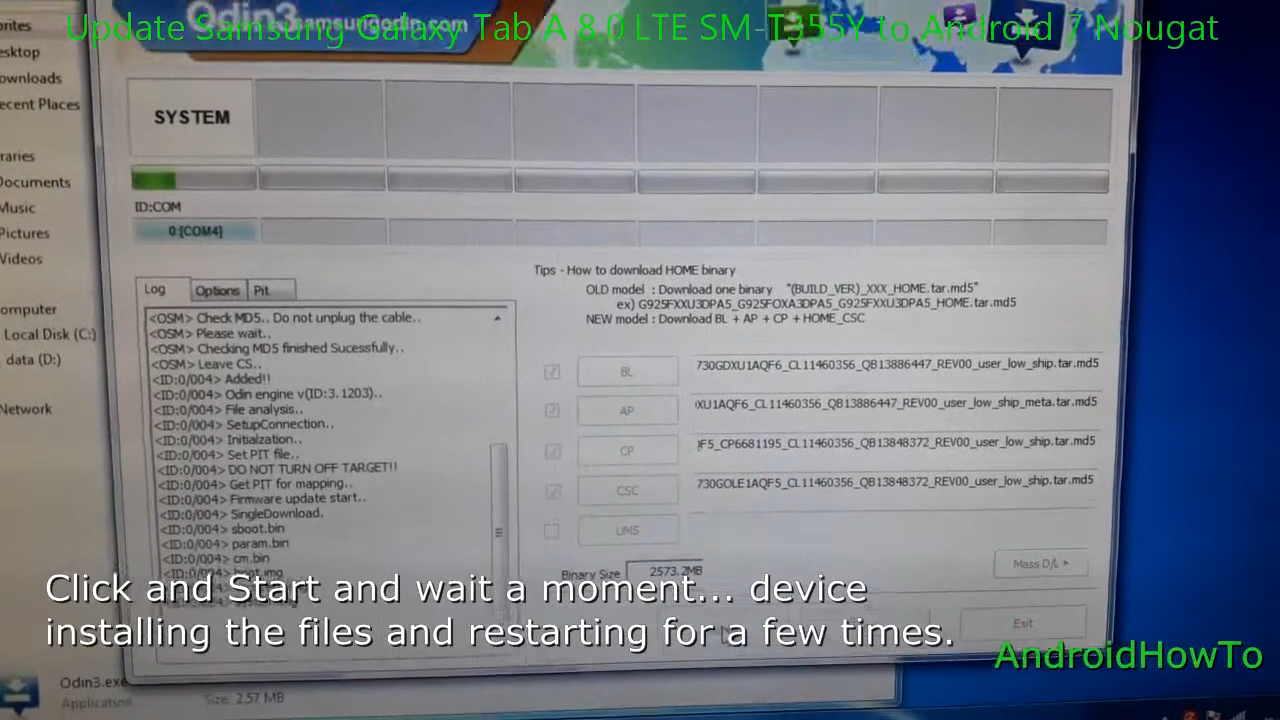 Update Samsung Galaxy Tab A 8.0 LTE SM-T355Y to Android 7 Nougat
Odin3
samsungodin.com
esktop
ownloads
ecent Places
raries
Documents
Music
Pictures
Videos
omputer
Local Disk (C:)
data (D:)
Network
SYSTEM
ID:COM
0:[COM4]
Log
Options
Pit
<OSM> Check MD5.. Do not unplug the cable..
<OSM> Please wait..
<OSM> Checking MD5 finished Sucessfully..
<OSM> Leave CS..
<ID:0/004> Added!!
<ID:0/004> Odin engine v(ID:3.1203)..
<ID:0/004> File analysis..
<ID:0/004> SetupConnection..
<ID:0/004> Initialzation..
<ID:0/004> Set PIT file..
<ID:0/004> DO NOT TURN OFF TARGET!!
<ID:0/004> Get PIT for mapping..
<ID:0/004> Firmware update start..
<ID:0/004> SingleDownload.
<ID:0/004> sboot.bin
<ID:0/004> param.bin
<ID:0/004> cm.bin
Tips - How to download HOME binary
OLD model : Download one binary "(BUILD_VER)_XXX_HOME.tar.md5"
ex) G925FXXU3DPA5_G925FOXA3DPA5_G925FXXU3DPA5_HOME.tar.md5
NEW model : Download BL + AP + CP + HOME_CSC
BL
730GDXU1AQF6_CL11460356_QB13886447_REV00_user_low_ship.tar.md5
AP
XU1AQF6_CL11460356_QB13886447_REV00_user_low_ship_meta.tar.md5
CP
F5_CP6681195_CL11460356_QB13848372_REV00_user_low_ship.tar.md5
CSC
730GOLE1AQF5_CL11460356_QB13848372_REV00_user_low_ship.tar.md5
UMS
Binary Size
2573.2MB
Mass D/L
Exit
Click and Start and wait a moment... device
installing the files and restarting for a few times.
AndroidHowTo
Odin3.exe
Application
Size: 2.57 MB